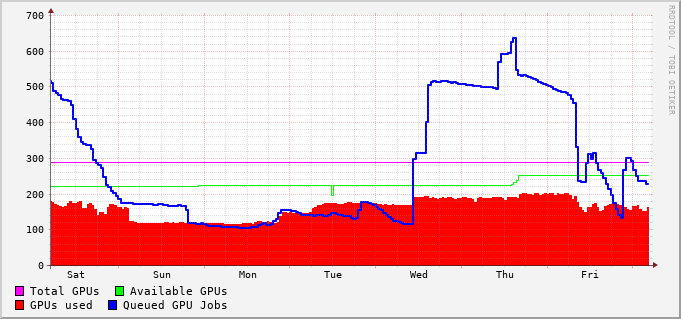 700
600
500
400
300
200
100
0
Sat Sun Mon Tue Wed Thu Fri
Total GPUs Available GPUs
GPUs used Queued GPU Jobs
RRDTOOL / TOBI OETIKER